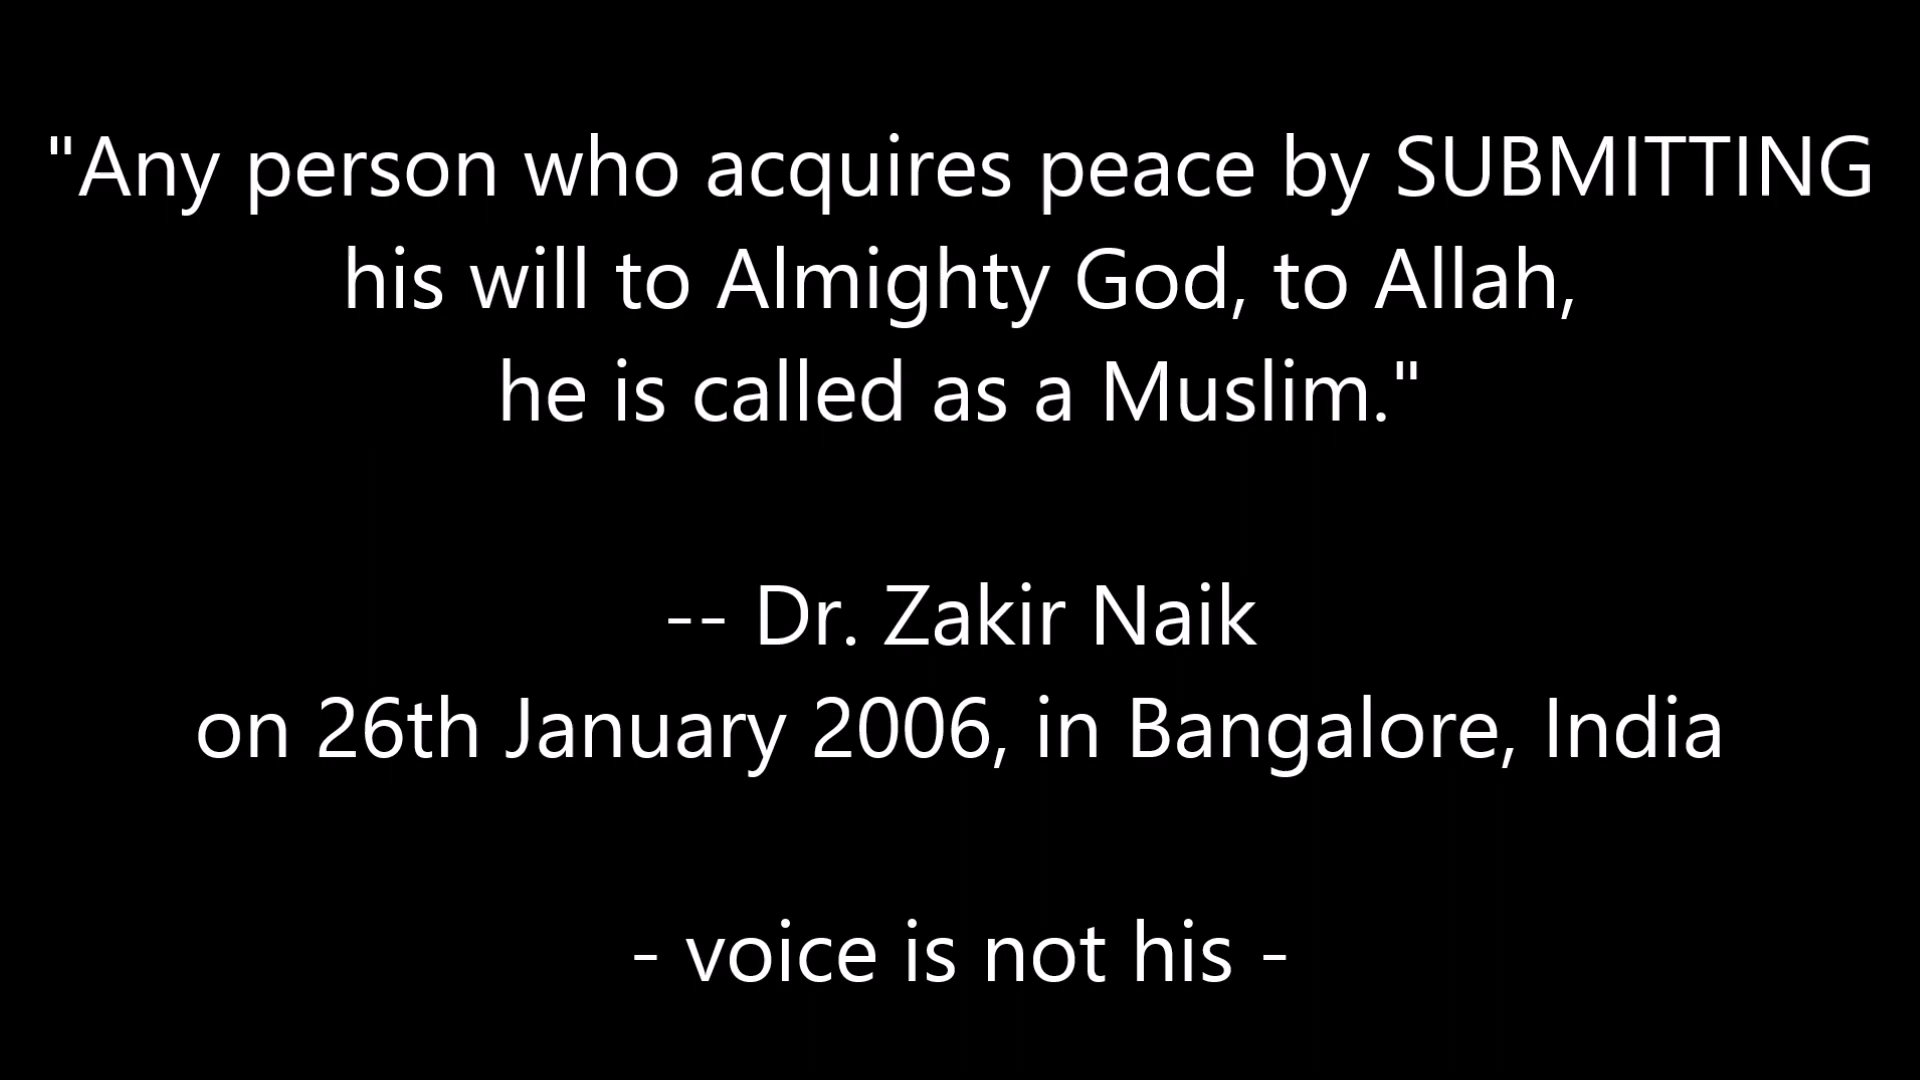 "Any person who acquires peace by SUBMITTING
his will to Almighty God, to Allah,
he is called as a Muslim."
-- Dr. Zakir Naik
on 26th January 2006, in Bangalore, India
- voice is not his -